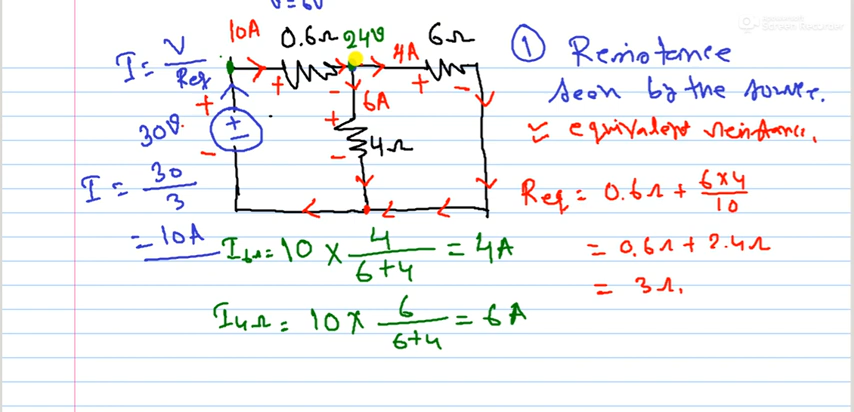 V = 6V
I = V/Req
10A
0.6Ω
24V
4A
6Ω
6A
4Ω
+ - + - + - + -
+ -
30V.
I = 30/3
= 10A
I6Ω = 10 × 4/(6+4) = 4A
I4Ω = 10 × 6/(6+4) = 6A
① Resistance
seen by the source.
≃ equivalent resistance.
Req = 0.6Ω + 6×4/10
= 0.6Ω + 2.4Ω
= 3Ω.